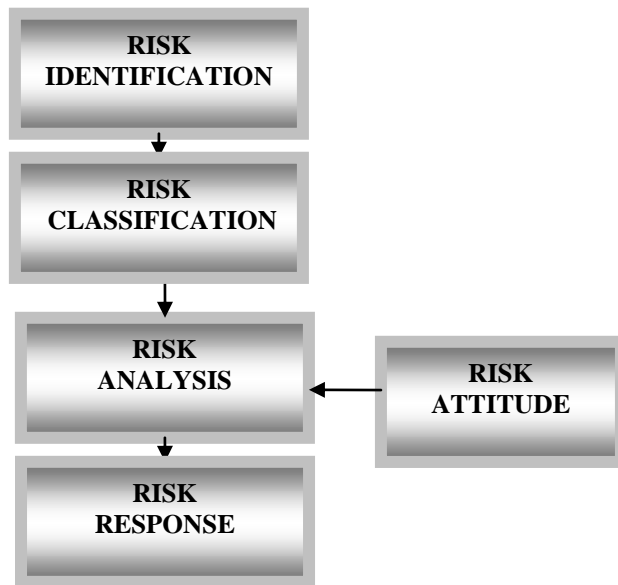 RISK
IDENTIFICATION
RISK
CLASSIFICATION
RISK
ANALYSIS
RISK
ATTITUDE
RISK
RESPONSE